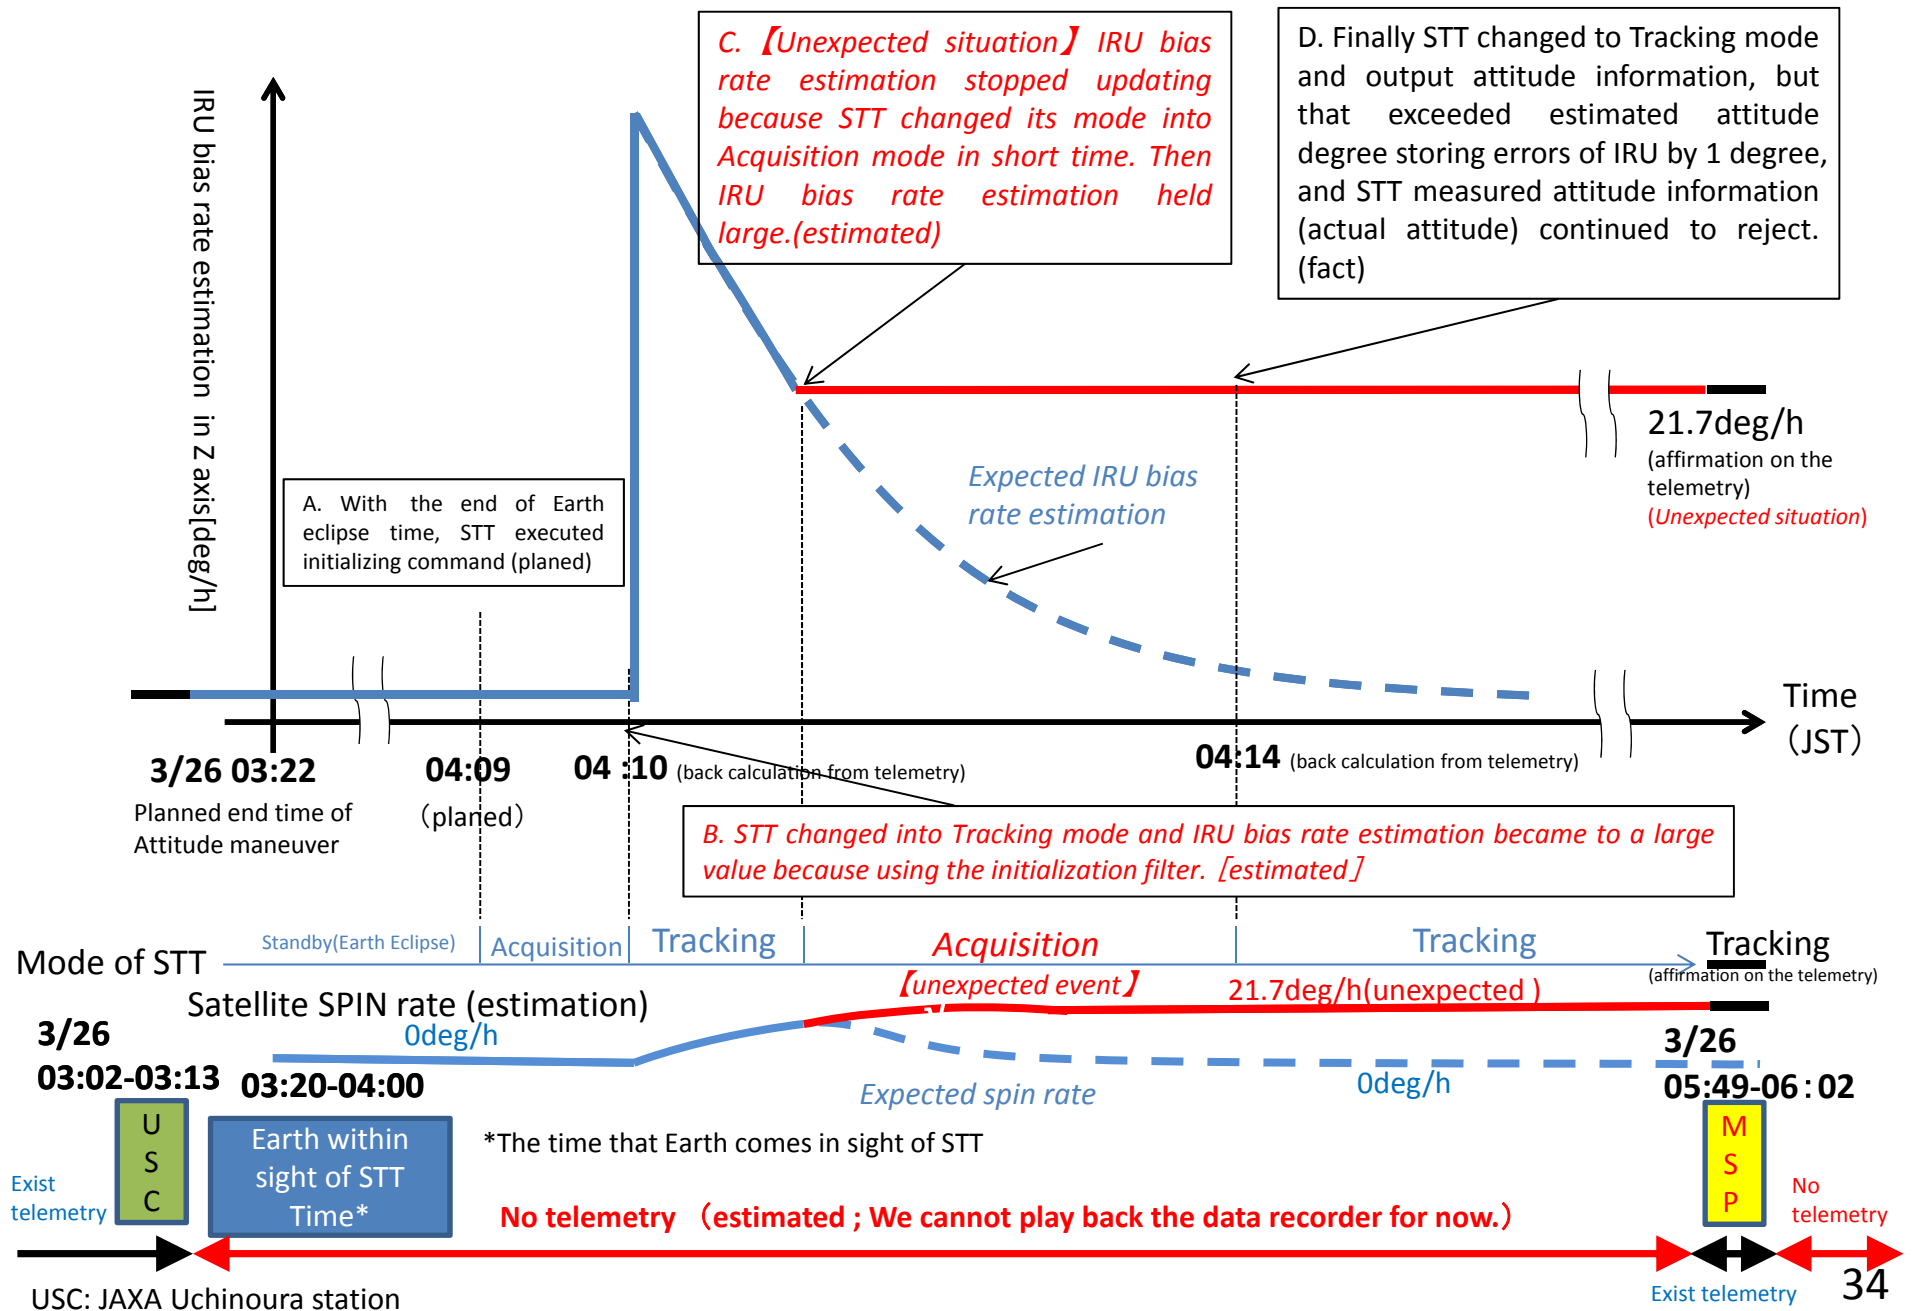 C.【Unexpected situation】IRU bias
rate estimation stopped updating
because STT changed its mode into
Acquisition mode in short time. Then
IRU bias rate estimation held
large.(estimated)
D. Finally STT changed to Tracking mode
and output attitude information, but
that exceeded estimated attitude
degree storing errors of IRU by 1 degree,
and STT measured attitude information
(actual attitude) continued to reject.
(fact)
IRU bias rate estimation in Z axis[deg/h]
21.7deg/h
(affirmation on the
telemetry)
(Unexpected situation)
Expected IRU bias
rate estimation
A. With the end of Earth
eclipse time, STT executed
initializing command (planed)
Time
（JST）
3/26 03:22
Planned end time of
Attitude maneuver
04:09
（planed）
04 :10 (back calculation from telemetry)
04:14 (back calculation from telemetry)
B. STT changed into Tracking mode and IRU bias rate estimation became to a large
value because using the initialization filter.［estimated］
Mode of STT
Standby(Earth Eclipse)
Acquisition
Tracking
Acquisition
【unexpected event】
Tracking
Tracking
(affirmation on the telemetry)
Satellite SPIN rate (estimation)
0deg/h
21.7deg/h(unexpected )
Expected spin rate
0deg/h
3/26
03:02-03:13
03:20-04:00
3/26
05:49-06：02
U
S
C
Earth within
sight of STT
Time*
*The time that Earth comes in sight of STT
M
S
P
Exist
telemetry
No telemetry （estimated ; We cannot play back the data recorder for now.）
No
telemetry
Exist telemetry
USC: JAXA Uchinoura station
34